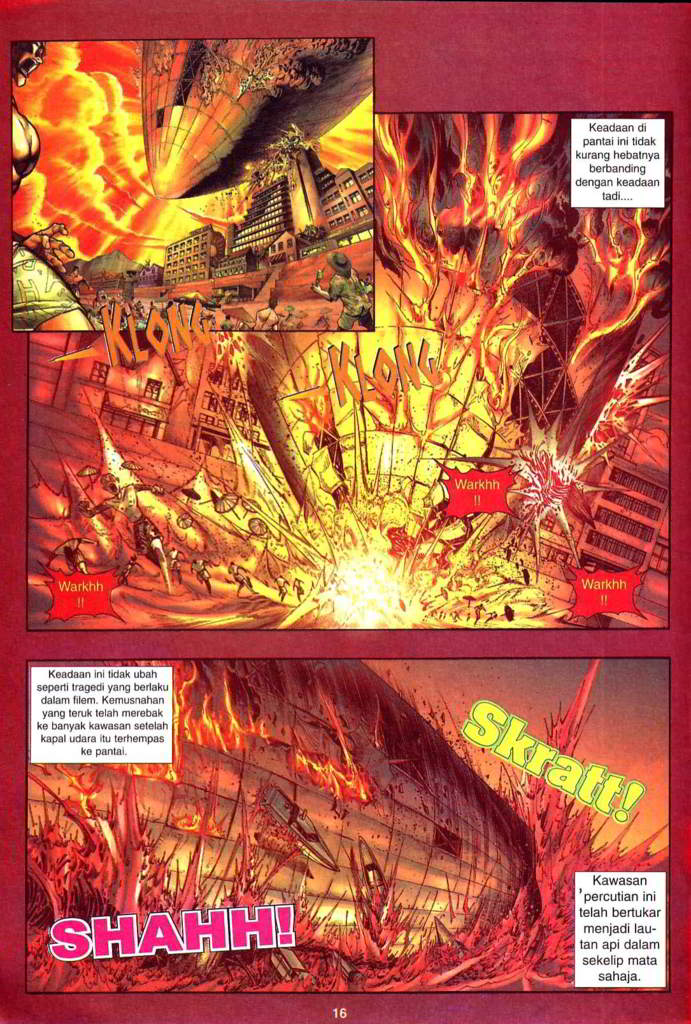 Keadaan di
pantai ini tidak
kurang hebatnya
berbanding
dengan keadaan
tadi....
KLONG
KLONG
Warkhh
!!
Warkhh
!!
Warkhh
!!
Keadaan ini tidak ubah
seperti tragedi yang berlaku
dalam filem. Kemusnahan
yang teruk telah merebak
ke banyak kawasan setelah
kapal udara itu terhempas
ke pantai.
Skratt!
SHAHH!
Kawasan
'percutian ini
telah bertukar
menjadi lau-
tan api dalam
sekelip mata
sahaja.
16